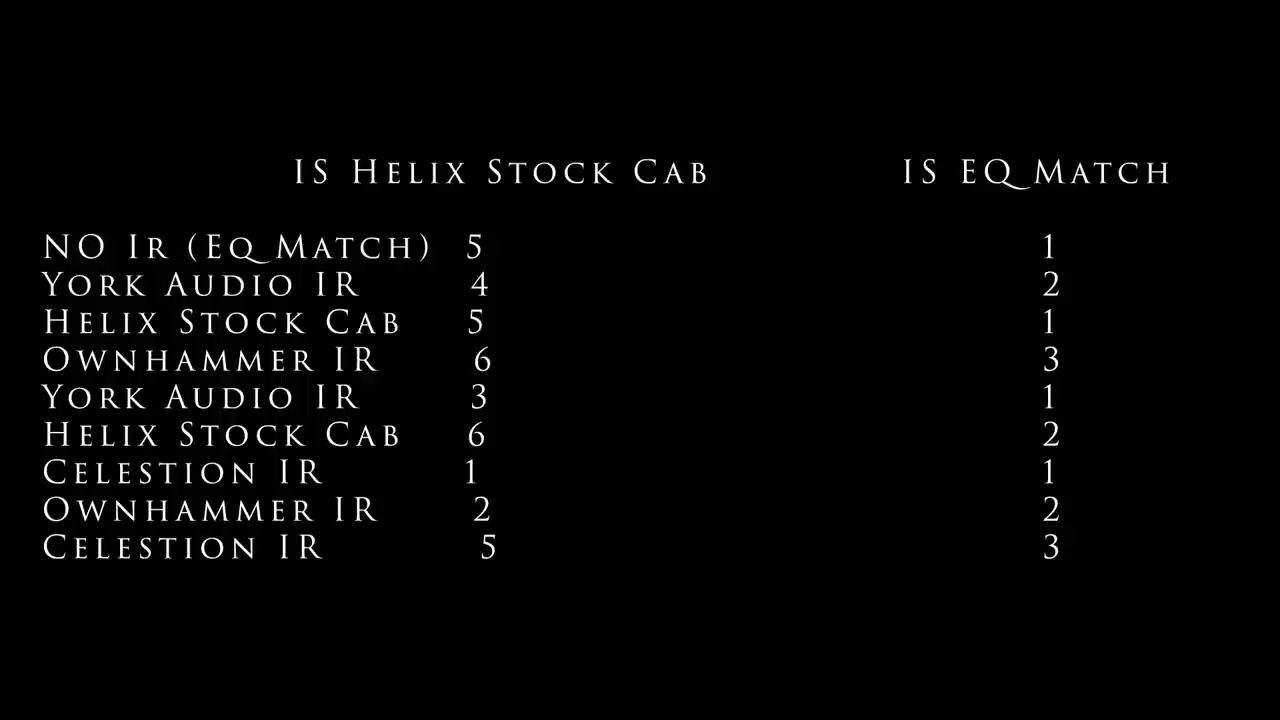 IS Helix Stock Cab IS EQ Match
NO Ir (Eq Match) 5 1
York Audio IR 4 2
Helix Stock Cab 5 1
Ownhammer IR 6 3
York Audio IR 3 1
Helix Stock Cab 6 2
Celestion IR 1 1
Ownhammer IR 2 2
Celestion IR 5 3